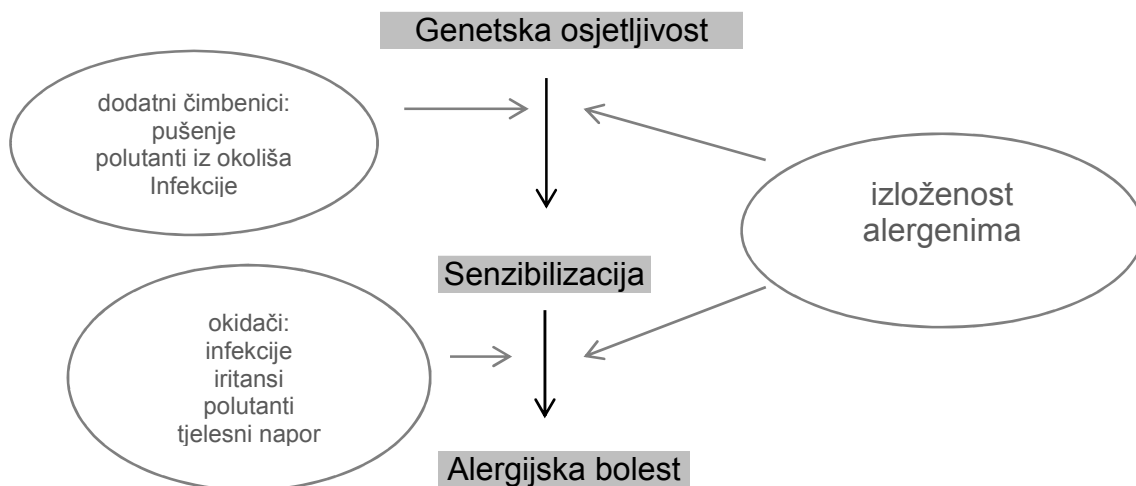 Genetska osjetljivost
dodatni čimbenici:
pušenje
polutanti iz okoliša
Infekcije
izloženost
alergenima
Senzibilizacija
okidači:
infekcije
iritansi
polutanti
tjelesni napor
Alergijska bolest